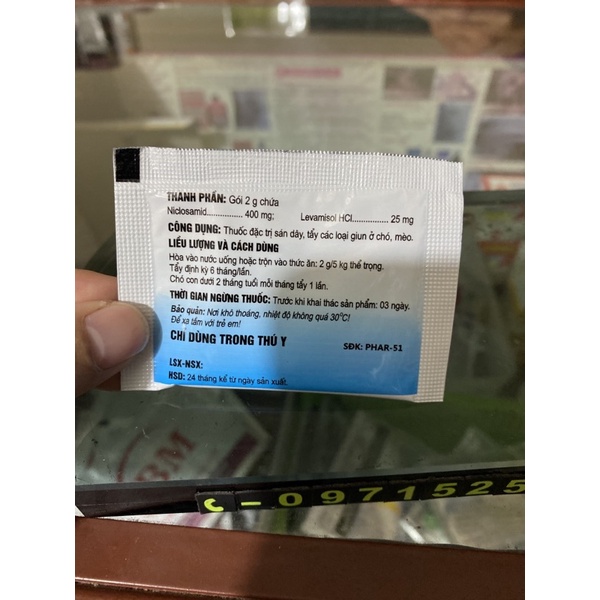 THÀNH PHẦN: Gói 2 g chứa
Niclosamid................ 400 mg; Levamisol HCl................ 25 mg
CÔNG DỤNG: Thuốc đặc trị sán dây, tẩy các loại giun ở chó, mèo.
LIỀU LƯỢNG VÀ CÁCH DÙNG
Hòa vào nước uống hoặc trộn vào thức ăn: 2 g/5 kg thể trọng.
Tẩy định kỳ 6 tháng/lần.
Chó con dưới 2 tháng tuổi mỗi tháng tẩy 1 lần.
THỜI GIAN NGỪNG THUỐC: Trước khi khai thác sản phẩm: 03 ngày.
Bảo quản: Nơi khô thoáng, nhiệt độ không quá 30°C!
Để xa tầm với trẻ em!
CHỈ DÙNG TRONG THÚ Y SĐK: PHAR-51
LSX-NSX:
HSD: 24 tháng kể từ ngày sản xuất.
BM
C-0971525